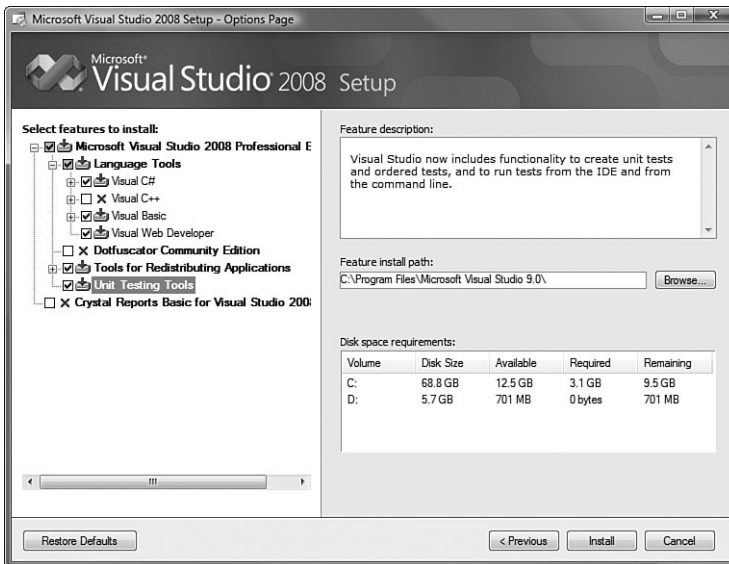 Microsoft Visual Studio 2008 Setup - Options Page
Microsoft®
Visual Studio® 2008 Setup
Select features to install:
Microsoft Visual Studio 2008 Professional E
Language Tools
Visual C#
Visual C++
Visual Basic
Visual Web Developer
Dotfuscator Community Edition
Tools for Redistributing Applications
Unit Testing Tools
Crystal Reports Basic for Visual Studio 200
Feature description:
Visual Studio now includes functionality to create unit tests
and ordered tests, and to run tests from the IDE and from
the command line.
Feature install path:
C:\Program Files\Microsoft Visual Studio 9.0\
Browse...
Disk space requirements:
Volume Disk Size Available Required Remaining
C: 68.8 GB 12.5 GB 3.1 GB 9.5 GB
D: 5.7 GB 701 MB 0 bytes 701 MB
Restore Defaults
< Previous
Install
Cancel